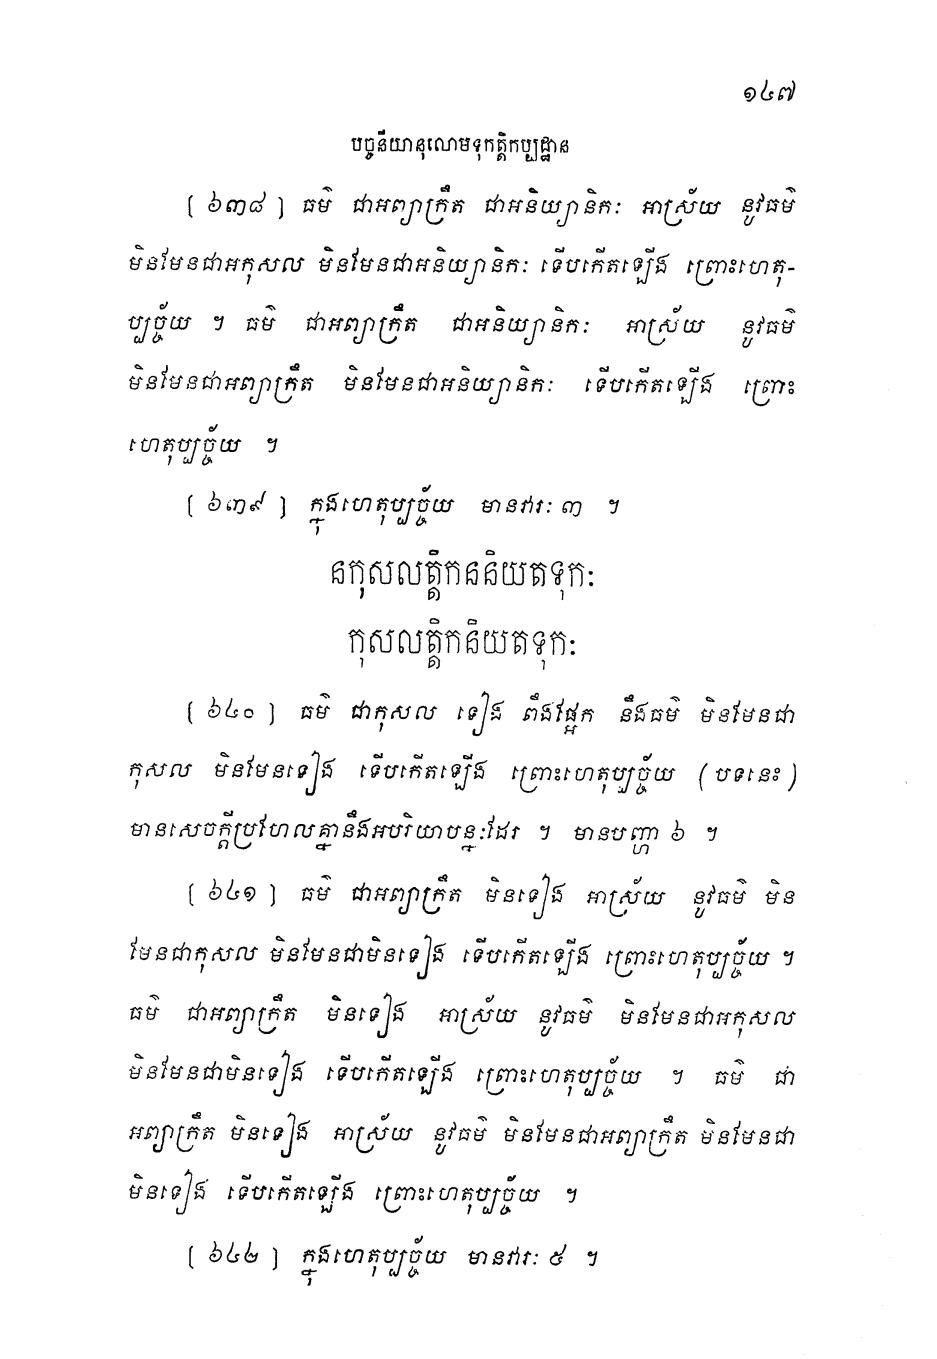 ១៤៧
បច្ចនីយានុលោមទុកត្តិកប្បដ្ឋាន
[ ៦៣៨ ] ធម៌ ជាអព្យាក្រឹត ជាអនិយ្យានិកៈ អាស្រ័យ នូវធម៌
មិនមែនជាអកុសល មិនមែនជាអនិយ្យានិកៈ ទើបកើតឡើង ព្រោះហេតុ-
ប្បច្ច័យ ។ ធម៌ ជាអព្យាក្រឹត ជាអនិយ្យានិកៈ អាស្រ័យ នូវធម៌
មិនមែនជាអព្យាក្រឹត មិនមែនជាអនិយ្យានិកៈ ទើបកើតឡើង ព្រោះ
ហេតុប្បច្ច័យ ។
[ ៦៣៩ ] ក្នុងហេតុប្បច្ច័យ មានវារៈ ៣ ។
នកុសលត្តិកននិយតទុកៈ
កុសលត្តិកនិយតទុកៈ
[ ៦៤០ ] ធម៌ ជាកុសល ទៀង ពឹងផ្អែក នឹងធម៌ មិនមែនជា
កុសល មិនមែនទៀង ទើបកើតឡើង ព្រោះហេតុប្បច្ច័យ (បទនេះ)
មានសេចក្តីប្រហែលគ្នានឹងអបរិយាបន្នៈដែរ ។ មានបញ្ហា ៦ ។
[ ៦៤១ ] ធម៌ ជាអព្យាក្រឹត មិនទៀង អាស្រ័យ នូវធម៌ មិន
មែនជាកុសល មិនមែនជាមិនទៀង ទើបកើតឡើង ព្រោះហេតុប្បច្ច័យ ។
ធម៌ ជាអព្យាក្រឹត មិនទៀង អាស្រ័យ នូវធម៌ មិនមែនជាអកុសល
មិនមែនជាមិនទៀង ទើបកើតឡើង ព្រោះហេតុប្បច្ច័យ ។ ធម៌ ជា
អព្យាក្រឹត មិនទៀង អាស្រ័យ នូវធម៌ មិនមែនជាអព្យាក្រឹត មិនមែនជា
មិនទៀង ទើបកើតឡើង ព្រោះហេតុប្បច្ច័យ ។
[ ៦៤២ ] ក្នុងហេតុប្បច្ច័យ មានវារៈ ៥ ។